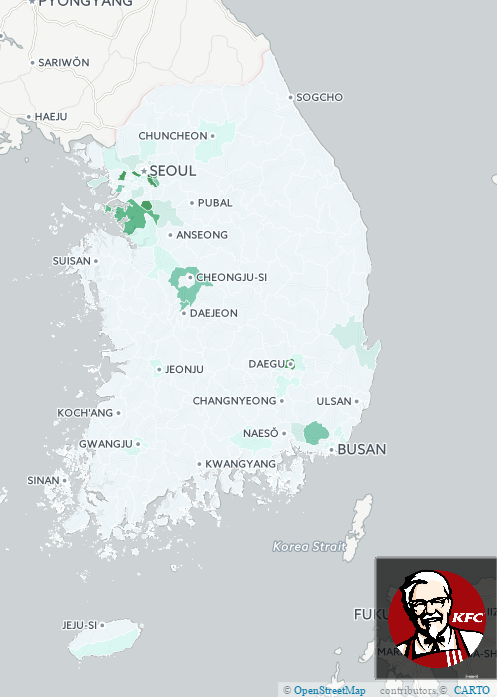 PYONGYANG
SARIWŎN
SOGCHO
HAEJU
CHUNCHEON
SEOUL
PUBAL
ANSEONG
SUISAN
CHEONGJU-SI
DAEJEON
DAEGU
JEONJU
CHANGNYEONG
ULSAN
KOCH'ANG
NAESŎ
GWANGJU
BUSAN
KWANGYANG
SINAN
Korea Strait
JEJU-SI
FUKU
KFC
© OpenStreetMap contributors, © CARTO